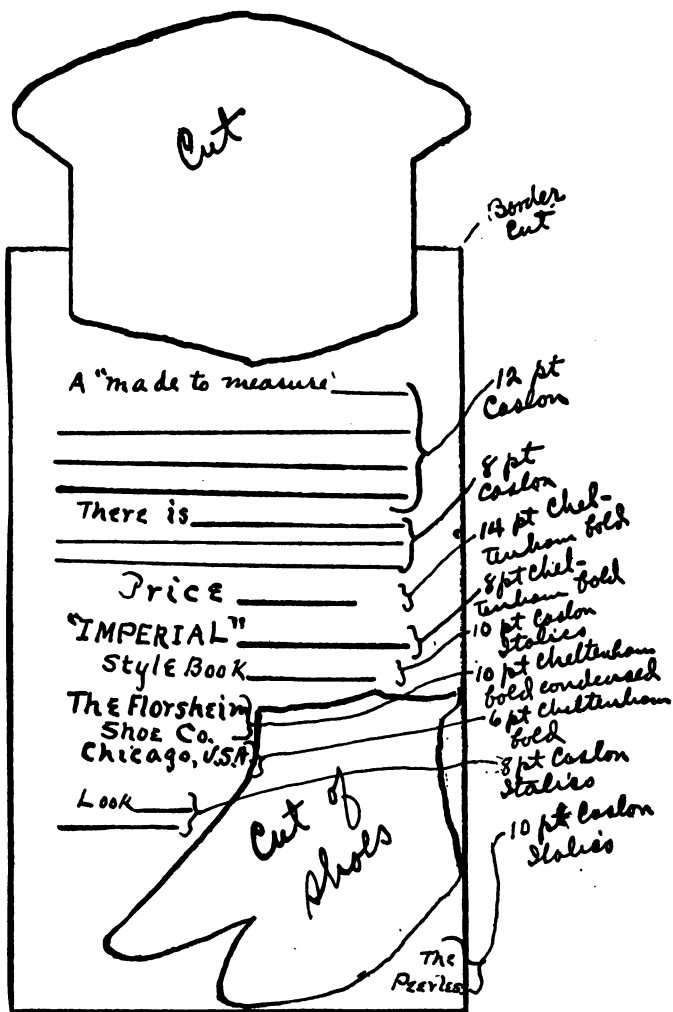 Cut
Border
Cut
A "made to measure'
12 pt
Caslon
There is
8 pt
Caslon
14 pt Chel-
tenham bold
Price
8 pt Chel-
tenham bold
"IMPERIAL"
10 pt Caslon
Italics
Style Book
10 pt Cheltenham
bold condensed
The Florsheim
Shoe Co.
6 pt Cheltenham
bold
Chicago, U.S.A
8 pt Caslon
Italics
Look
Cut of
Shoes
10 pt Caslon
Italics
The
Peerless